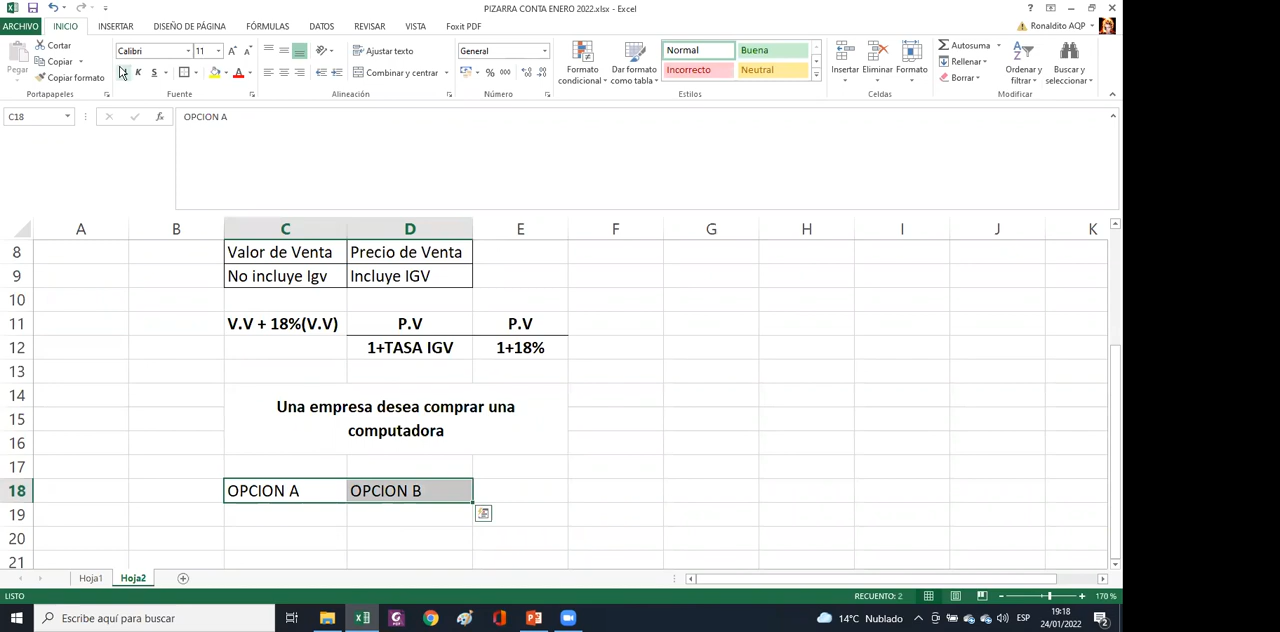 PIZARRA CONTA ENERO 2022.xlsx - Excel
ARCHIVO INICIO INSERTAR DISEÑO DE PÁGINA FÓRMULAS DATOS REVISAR VISTA Foxit PDF
Ronaldito AQP
Pegar
Cortar
Copiar
Copiar formato
Portapapeles
Calibri 11
K S
Fuente
Ajustar texto
Combinar y centrar
Alineación
General
% 000
Número
Formato condicional
Dar formato como tabla
Normal Buena
Incorrecto Neutral
Estilos
Insertar Eliminar Formato
Celdas
Autosuma
Rellenar
Borrar
Ordenar y filtrar
Buscar y seleccionar
Modificar
C18
fx
OPCION A
A B C D E F G H I J K
8 Valor de Venta Precio de Venta
9 No incluye Igv Incluye IGV
10
11 V.V + 18%(V.V) P.V P.V
12 1+TASA IGV 1+18%
13
14
Una empresa desea comprar una
15
computadora
16
17
18 OPCION A OPCION B
19
20
21
Hoja1 Hoja2
LISTO RECUENTO: 2 170 %
Escribe aquí para buscar
14°C Nublado
ESP
19:18
24/01/2022